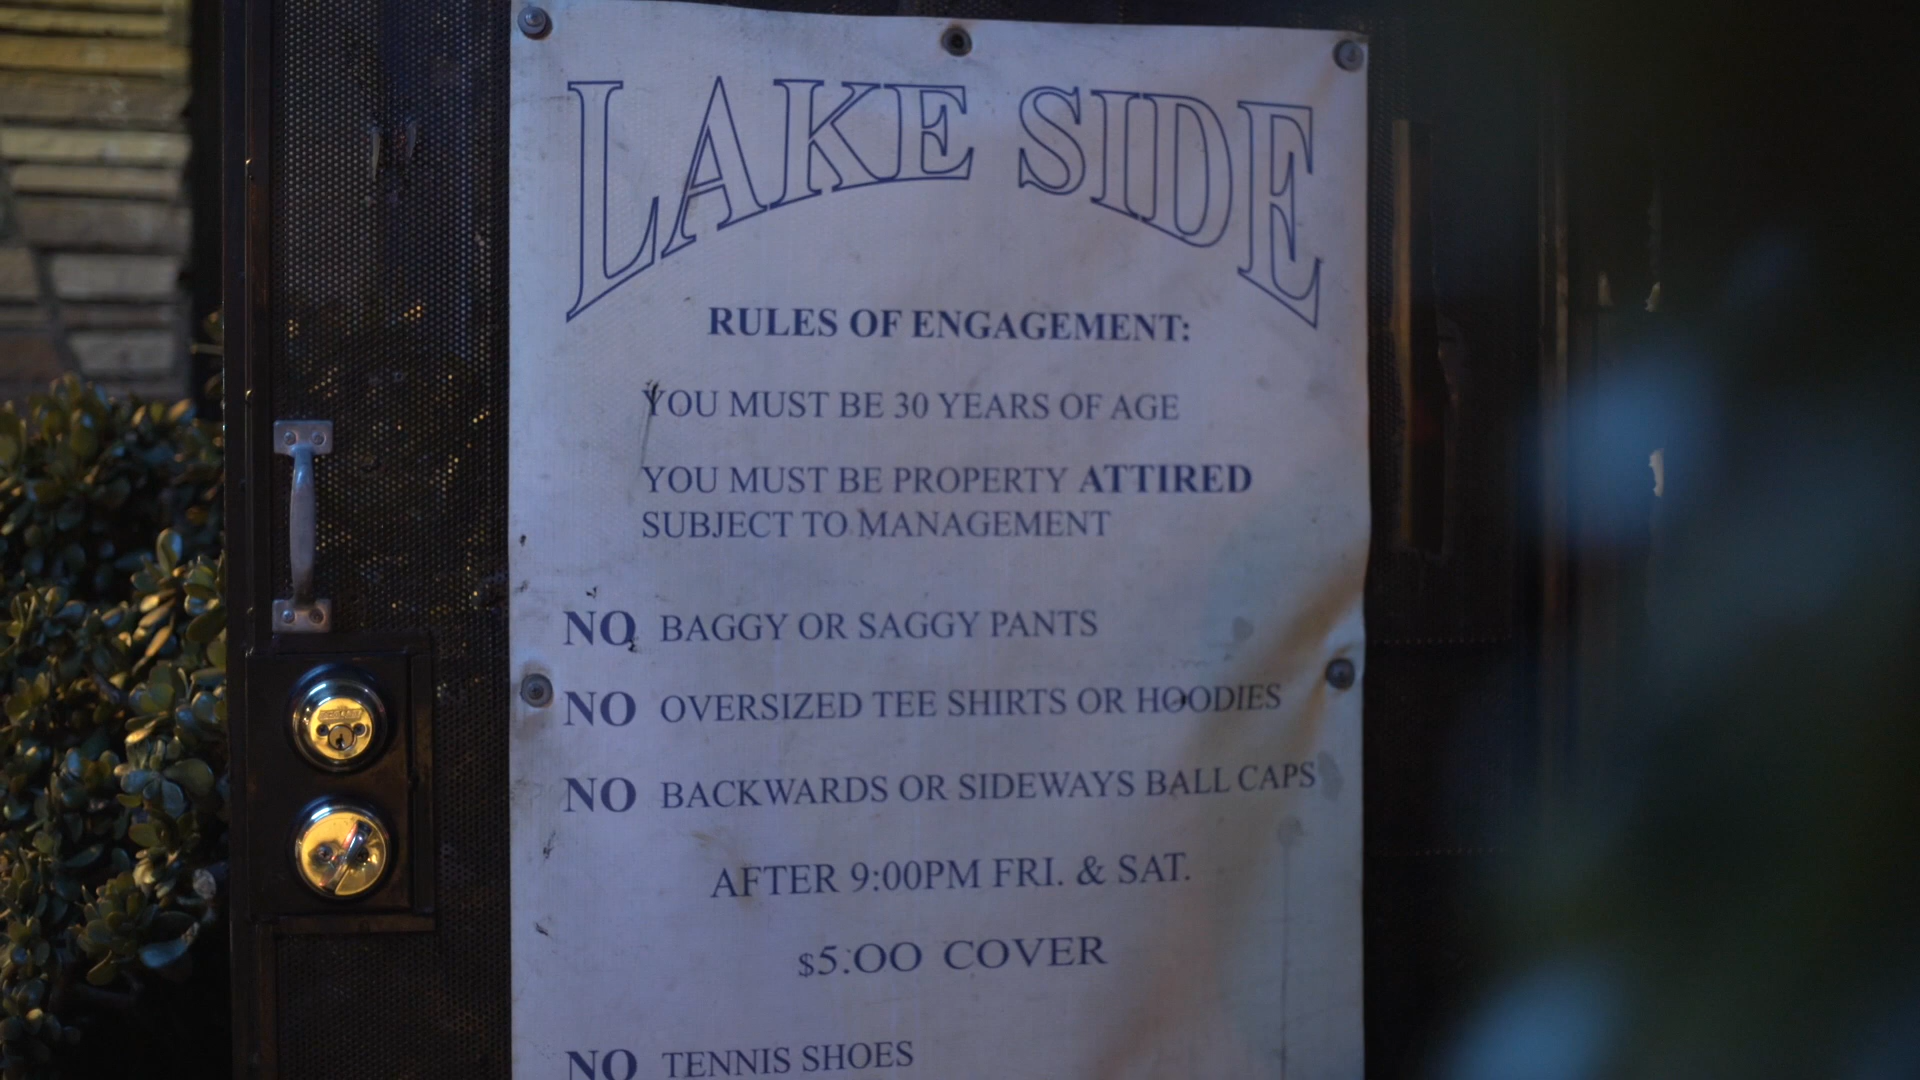 LAKE SIDE
RULES OF ENGAGEMENT:
YOU MUST BE 30 YEARS OF AGE
YOU MUST BE PROPERTY ATTIRED
SUBJECT TO MANAGEMENT
NO BAGGY OR SAGGY PANTS
NO OVERSIZED TEE SHIRTS OR HOODIES
NO BACKWARDS OR SIDEWAYS BALL CAPS
AFTER 9:00PM FRI. & SAT.
$5.00 COVER
NO TENNIS SHOES